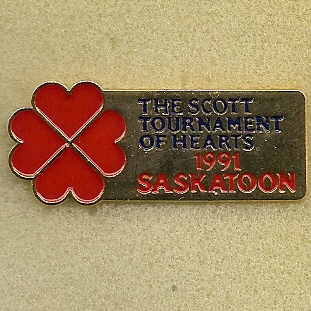 THE SCOTT
TOURNAMENT
OF HEARTS
1991
SASKATOON